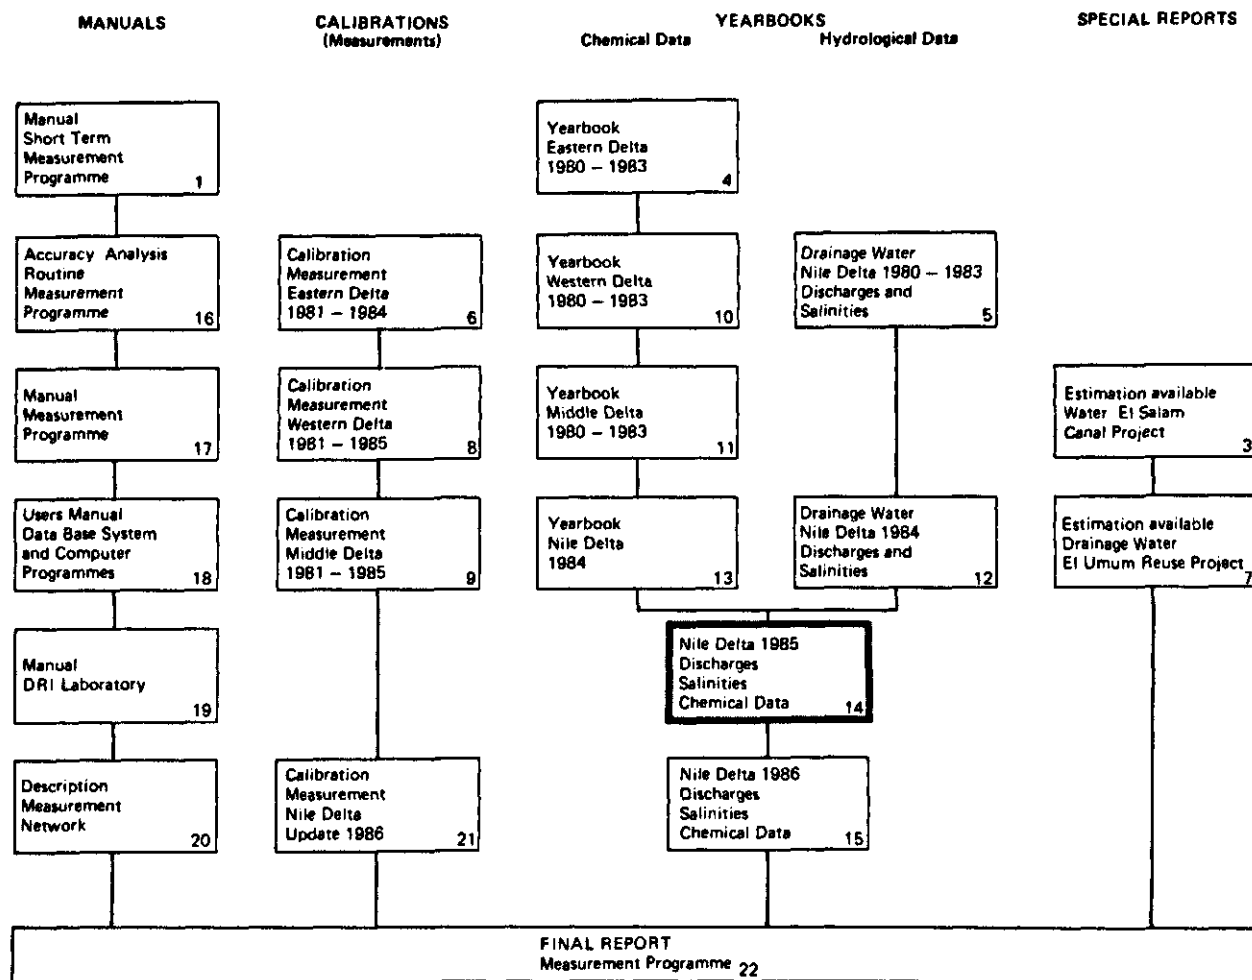 MANUALS
CALIBRATIONS
(Measurements)
YEARBOOKS
Chemical Data
Hydrological Data
SPECIAL REPORTS
Manual
Short Term
Measurement
Programme 1
Yearbook
Eastern Delta
1980 – 1983
4
Accuracy Analysis
Routine
Measurement
Programme 16
Calibration
Measurement
Eastern Delta
1981 – 1984 6
Yearbook
Western Delta
1980 – 1983
10
Drainage Water
Nile Delta 1980 – 1983
Discharges and
Salinities 5
Manual
Measurement
Programme
17
Calibration
Measurement
Western Delta
1981 – 1985 8
Yearbook
Middle Delta
1980 – 1983
11
Estimation available
Water El Salam
Canal Project 3
Users Manual
Data Base System
and Computer
Programmes 18
Calibration
Measurement
Middle Delta
1981 – 1985 9
Yearbook
Nile Delta
1984
13
Drainage Water
Nile Delta 1984
Discharges and
Salinities 12
Estimation available
Drainage Water
El Umum Reuse Project 7
Manual
DRI Laboratory
19
Nile Delta 1985
Discharges
Salinities
Chemical Data 14
Description
Measurement
Network 20
Calibration
Measurement
Nile Delta
Update 1986 21
Nile Delta 1986
Discharges
Salinities
Chemical Data 15
FINAL REPORT
Measurement Programme 22